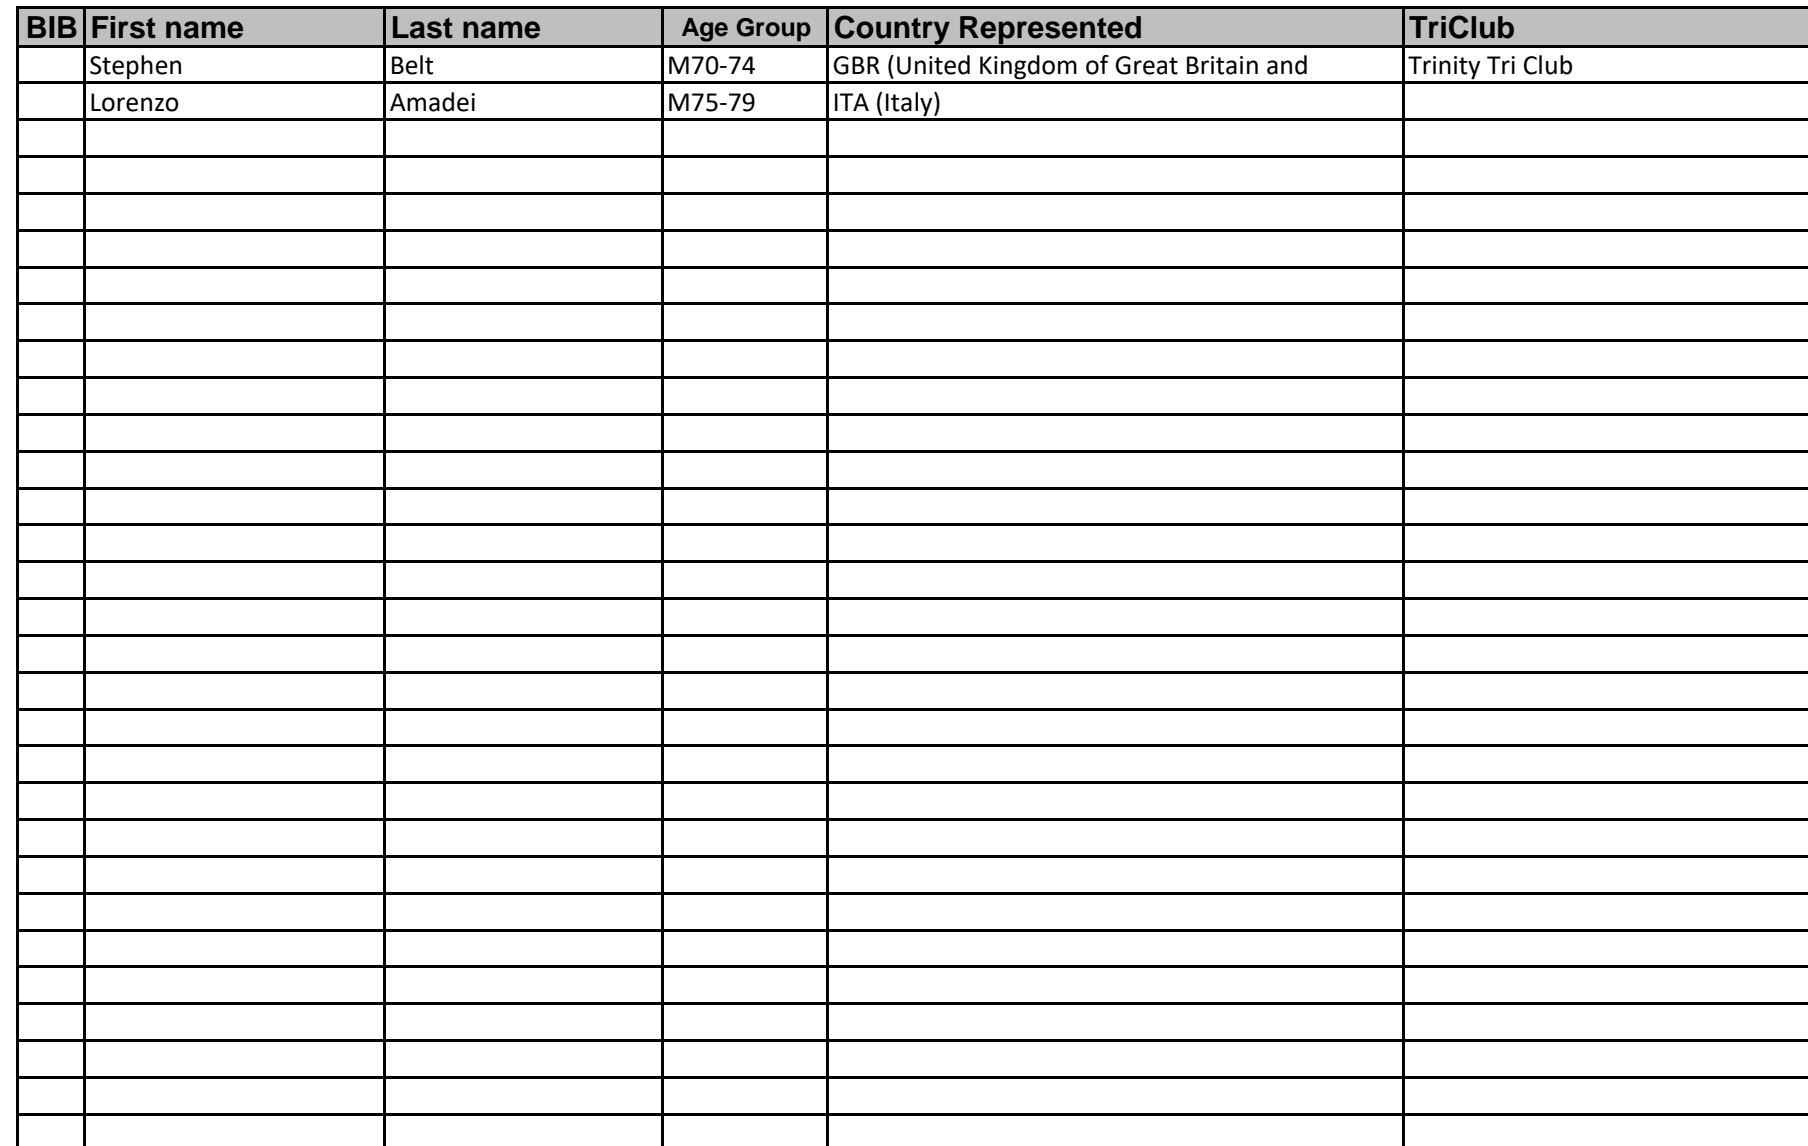 BIB First name Last name Age Group Country Represented TriClub
Stephen Belt M70-74 GBR (United Kingdom of Great Britain and Trinity Tri Club
Lorenzo Amadei M75-79 ITA (Italy)